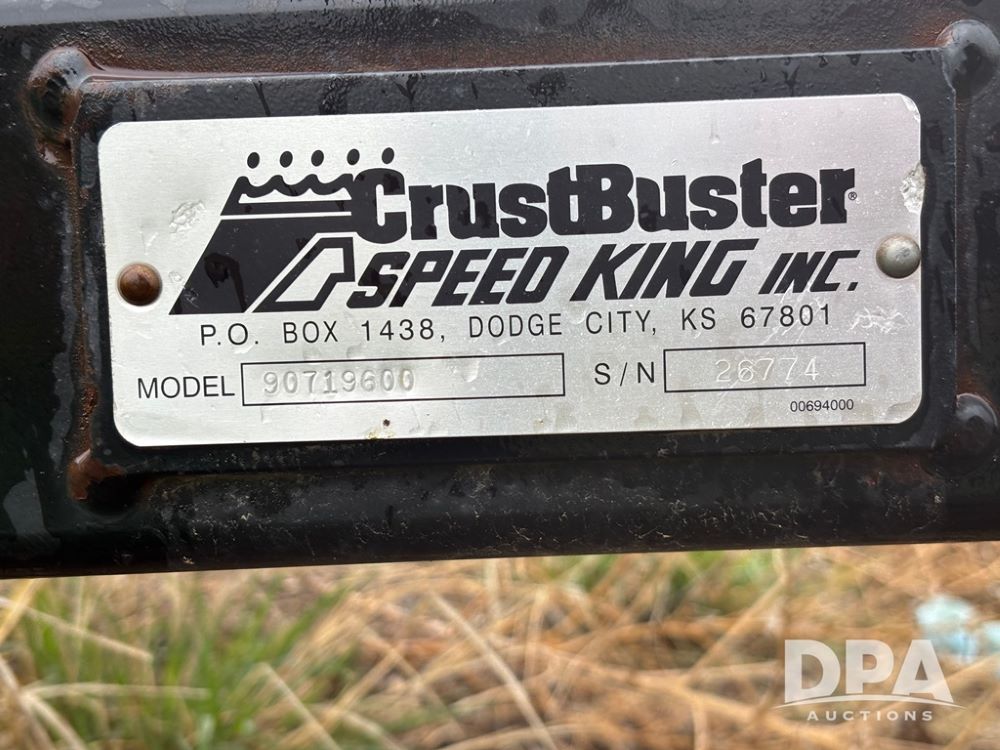 CrustBuster®
SPEED KING INC.
P.O. BOX 1438, DODGE CITY, KS 67801
MODEL 90719600 S/N 26774
00694000
DPA
AUCTIONS